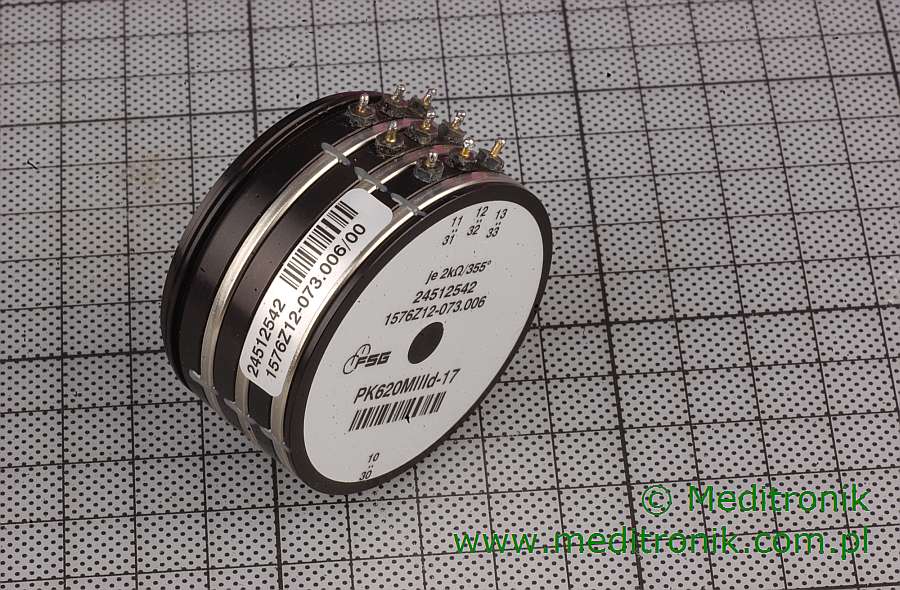 11 12 13
31 32 33
je 2kΩ/355°
24512542
1576Z12-073.006
FSG
PK620MIIId-17
10
30
24512542
1576Z12-073.006/00
© Meditronik
www.meditronik.com.pl